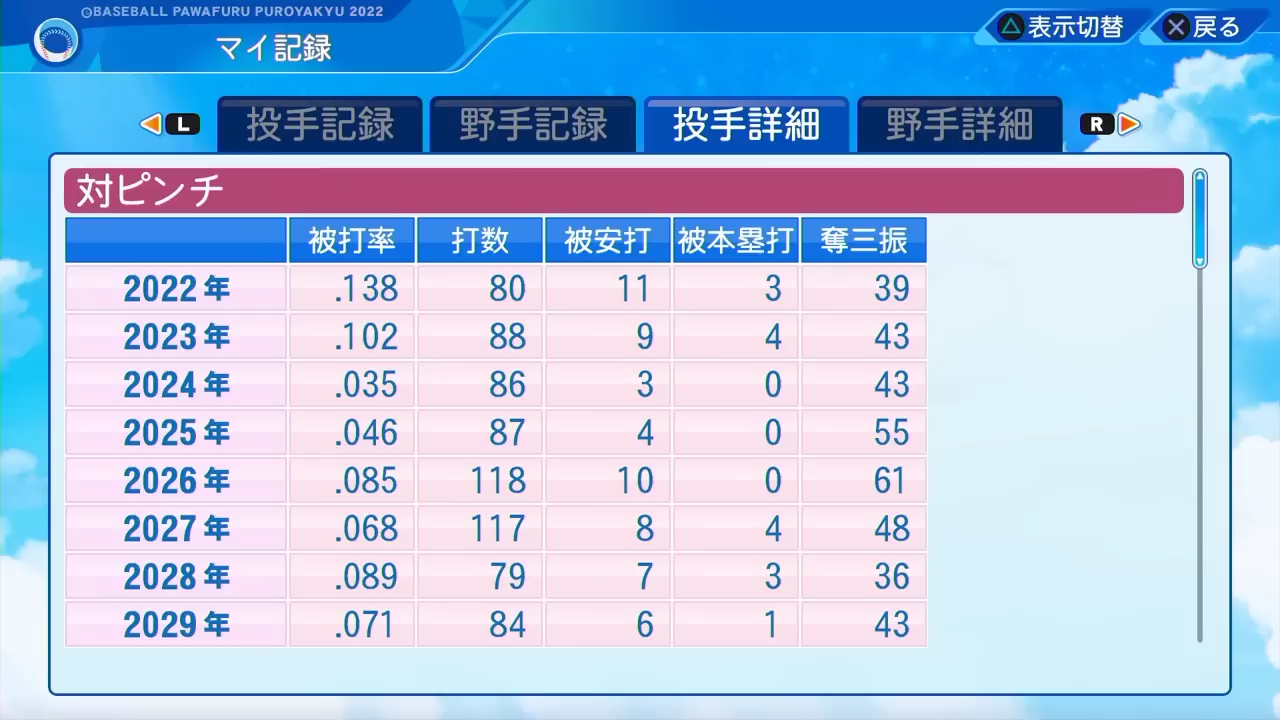 ©BASEBALL PAWAFURU PUROYAKYU 2022
マイ記録
△表示切替 ×戻る
L 投手記録 野手記録 投手詳細 野手詳細 R
対ピンチ
被打率 打数 被安打 被本塁打 奪三振
2022年 .138 80 11 3 39
2023年 .102 88 9 4 43
2024年 .035 86 3 0 43
2025年 .046 87 4 0 55
2026年 .085 118 10 0 61
2027年 .068 117 8 4 48
2028年 .089 79 7 3 36
2029年 .071 84 6 1 43